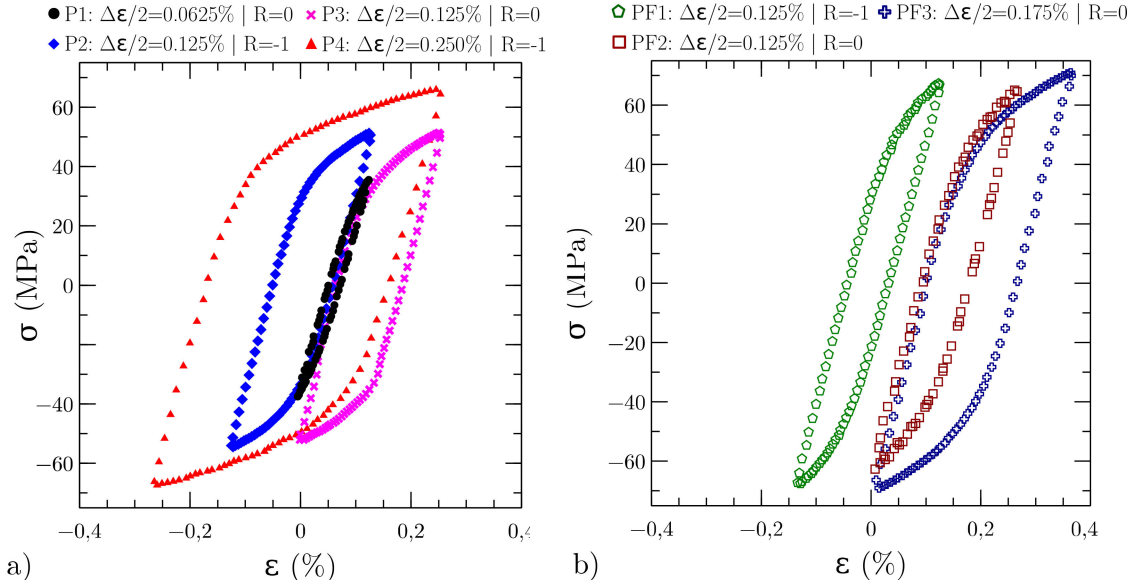 P1: Δε/2=0.0625% | R=0
P3: Δε/2=0.125% | R=0
P2: Δε/2=0.125% | R=-1
P4: Δε/2=0.250% | R=-1
60
40
20
0
−20
−40
−60
σ (MPa)
−0,4
−0,2
0
0,2
0,4
ε (%)
a)
PF1: Δε/2=0.125% | R=-1
PF3: Δε/2=0.175% | R=0
PF2: Δε/2=0.125% | R=0
60
40
20
0
−20
−40
−60
σ (MPa)
−0,4
−0,2
0
0,2
0,4
ε (%)
b)